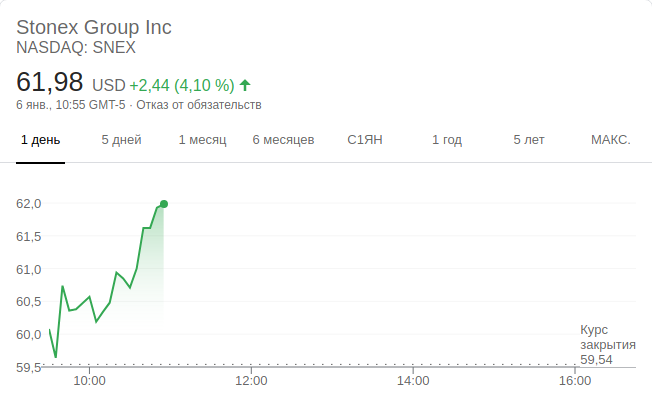 Stonex Group Inc
NASDAQ: SNEX
61,98 USD +2,44 (4,10 %)
6 янв., 10:55 GMT-5 · Отказ от обязательств
1 день 5 дней 1 месяц 6 месяцев С1ЯН 1 год 5 лет МАКС.
62,0
61,5
61,0
60,5
60,0
59,5
Курс
закрытия
59,54
10:00 12:00 14:00 16:00